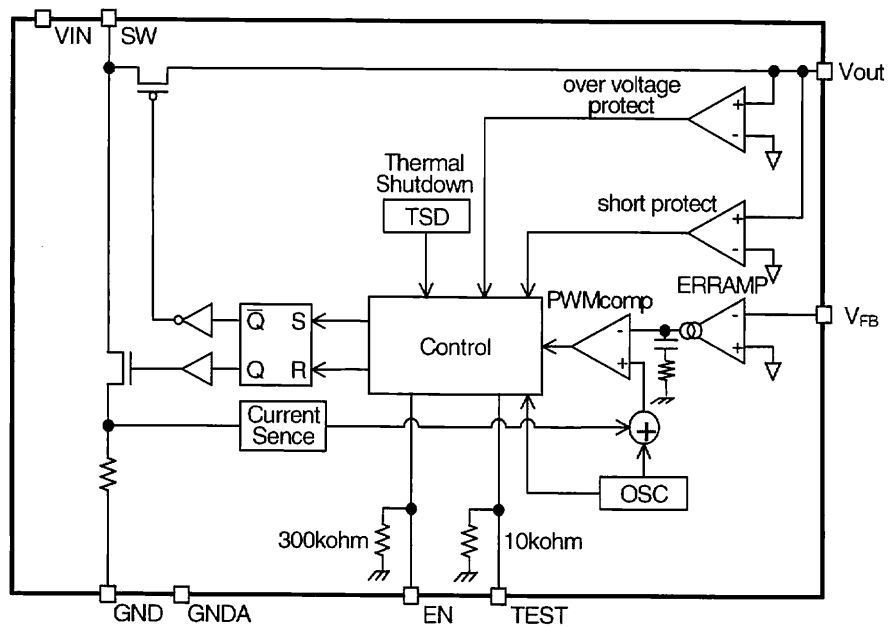 VIN
SW
Vout
over voltage
protect
+
-
Thermal
Shutdown
TSD
short protect
+
-
PWMcomp
ERRAMP
VFB
-
+
-
+
Q̅ S
Q R
Control
Current
Sence
+
OSC
300kohm
10kohm
GND
GNDA
EN
TEST